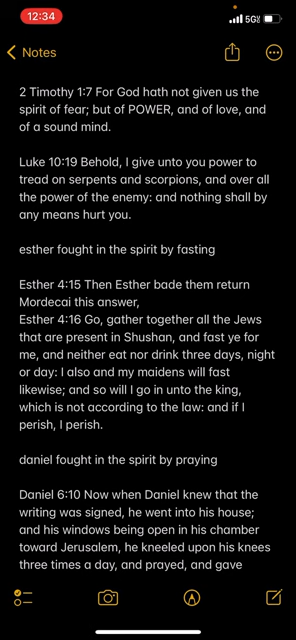 12:34
5G
Notes
2 Timothy 1:7 For God hath not given us the
spirit of fear; but of POWER, and of love, and
of a sound mind.
Luke 10:19 Behold, I give unto you power to
tread on serpents and scorpions, and over all
the power of the enemy: and nothing shall by
any means hurt you.
esther fought in the spirit by fasting
Esther 4:15 Then Esther bade them return
Mordecai this answer,
Esther 4:16 Go, gather together all the Jews
that are present in Shushan, and fast ye for
me, and neither eat nor drink three days, night
or day: I also and my maidens will fast
likewise; and so will I go in unto the king,
which is not according to the law: and if I
perish, I perish.
daniel fought in the spirit by praying
Daniel 6:10 Now when Daniel knew that the
writing was signed, he went into his house;
and his windows being open in his chamber
toward Jerusalem, he kneeled upon his knees
three times a day, and prayed, and gave